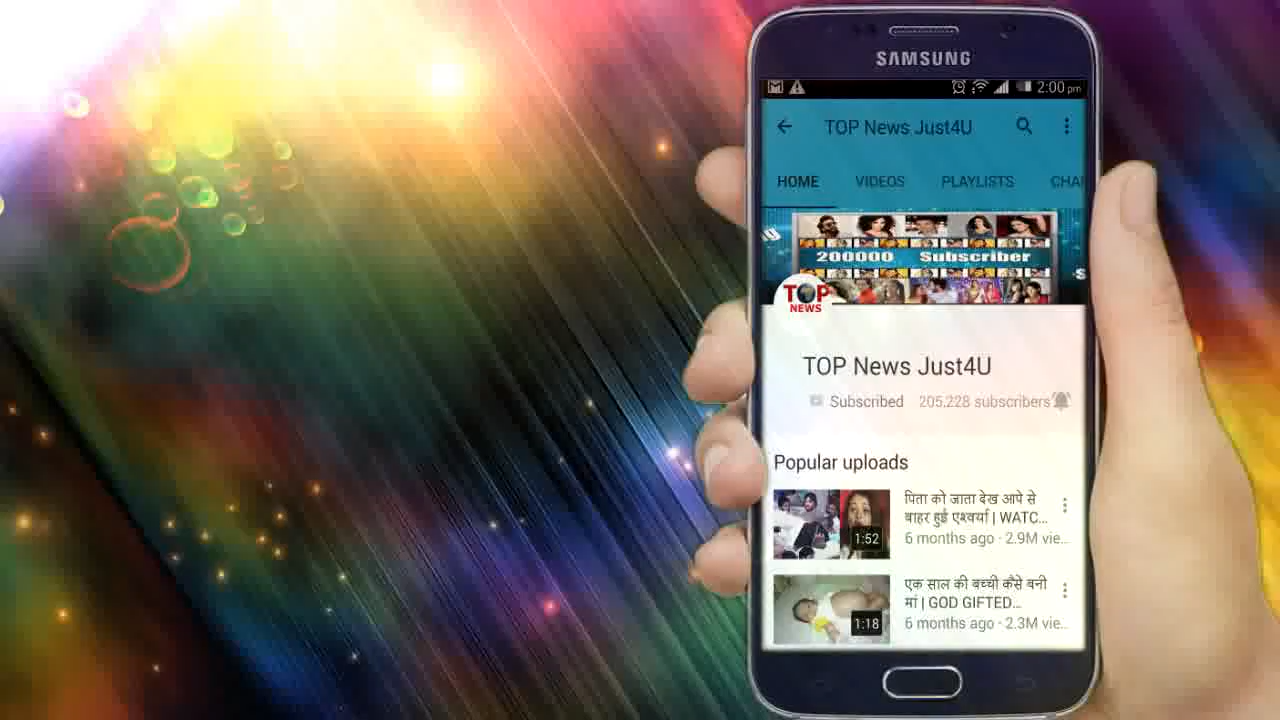 SAMSUNG
2:00 pm
TOP News Just4U
HOME VIDEOS PLAYLISTS CHA
200000 Subscriber
TOP
NEWS
TOP News Just4U
Subscribed 205,228 subscribers
Popular uploads
पिता को जाता देख आपे से
बाहर हुई एश्वर्या | WATC...
1:52
6 months ago · 2.9M vie...
एक साल की बच्ची कैसे बनी
मां | GOD GIFTED...
1:18
6 months ago · 2.3M vie...